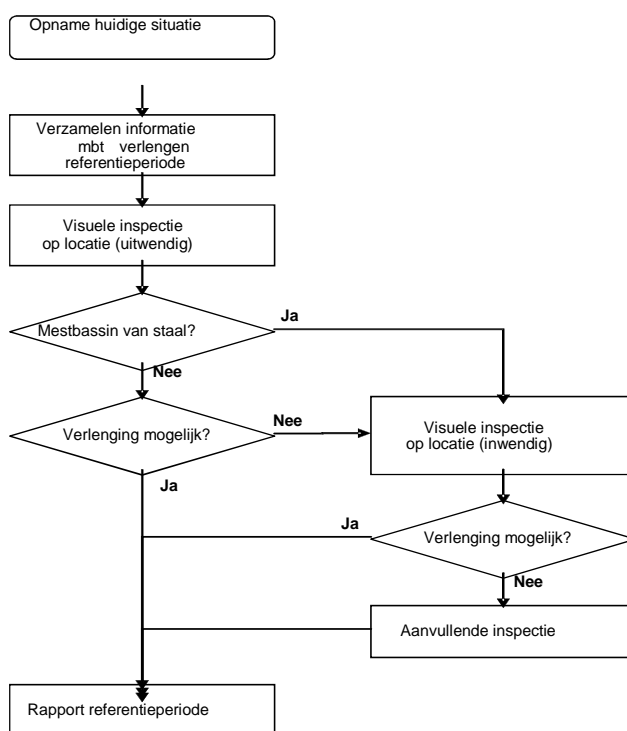 Opname huidige situatie
Verzamelen informatie
mbt verlengen
referentieperiode
Visuele inspectie
op locatie (uitwendig)
Mestbassin van staal?
Ja
Nee
Verlenging mogelijk?
Nee
Visuele inspectie
op locatie (inwendig)
Ja
Ja
Verlenging mogelijk?
Nee
Aanvullende inspectie
Rapport referentieperiode